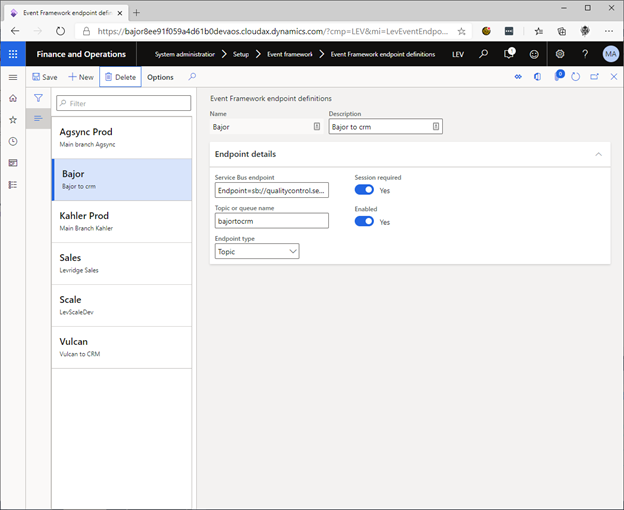 Event Framework endpoint defin
https://bajor8ee91f059a4d61b0devaos.cloudax.dynamics.com/?cmp=LEV&mi=LevEventEndpo...
Finance and Operations
System administration
Setup
Event framework
Event Framework endpoint definitions
LEV
1
?
MA
Save
New
Delete
Options
0
Filter
Agsync Prod
Main branch Agsync
Bajor
Bajor to crm
Kahler Prod
Main Branch Kahler
Sales
Levridge Sales
Scale
LevScaleDev
Vulcan
Vulcan to CRM
Event Framework endpoint definitions
Name
Description
Bajor
Bajor to crm
Endpoint details
Service Bus endpoint
Session required
Endpoint=sb://qualitycontrol.se...
Yes
Topic or queue name
Enabled
bajortocrm
Yes
Endpoint type
Topic